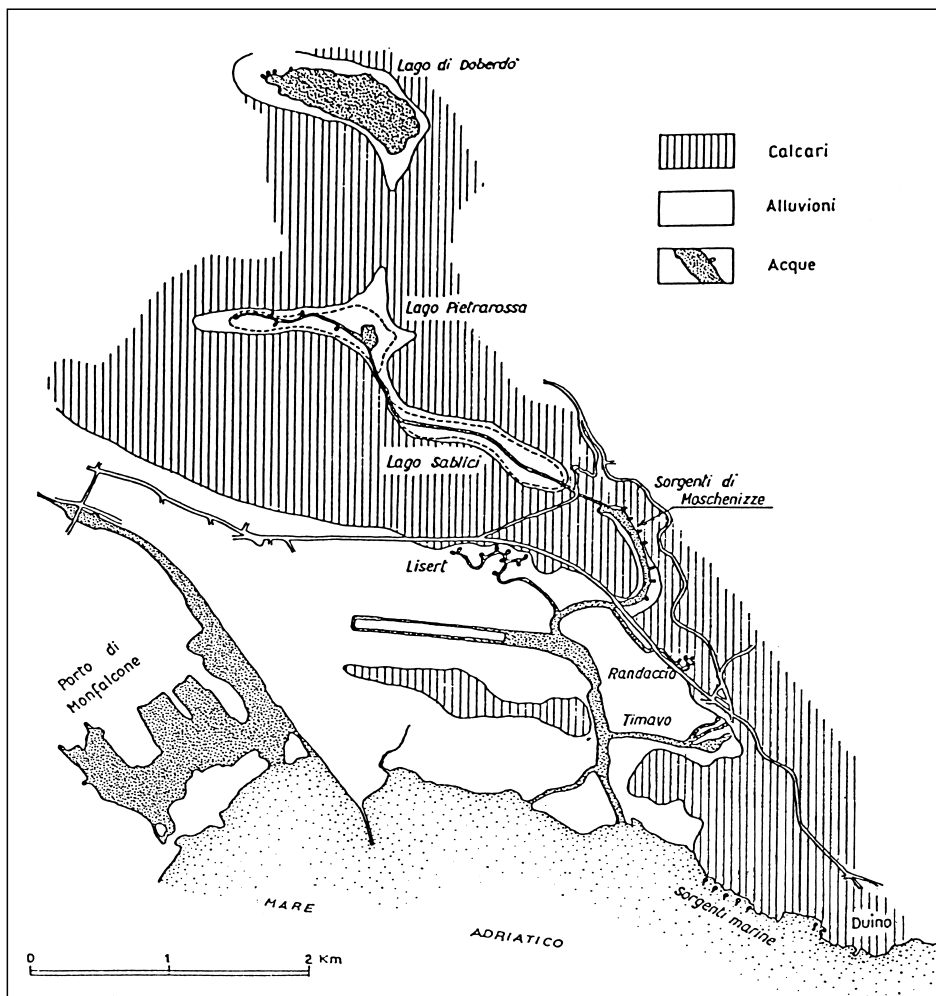 Lago di Doberdò
Calcari
Alluvioni
Acque
Lago Pietrarossa
Lago Sablici
Sorgenti di
Moschenizze
Lisert
Porto di
Monfalcone
Randaccio
Timavo
Sorgenti marine
Duino
MARE
ADRIATICO
0 1 2 Km